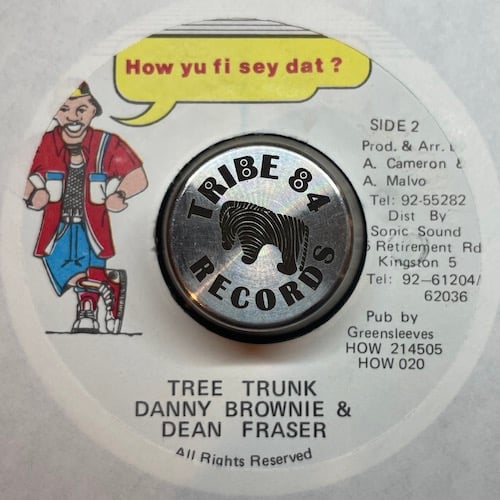 How yu fi sey dat ?
SIDE 2
Prod. & Arr.
A. Cameron &
A. Malvo
Tel: 92-55282
Dist By
Sonic Sound
Retirement Rd
Kingston 5
Tel: 92-61204/
62036
Pub by
Greensleeves
HOW 214505
HOW 020
TRIBE 84
RECORDS
TREE TRUNK
DANNY BROWNIE &
DEAN FRASER
All Rights Reserved